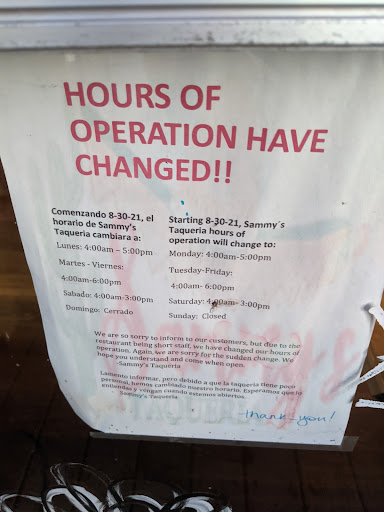 HOURS OF
OPERATION HAVE
CHANGED!!
Comenzando 8-30-21, el
horario de Sammy's
Taqueria cambiara a:
Lunes: 4:00am – 5:00pm
Martes - Viernes:
4:00am-6:00pm
Sabado: 4:00am-3:00pm
Domingo: Cerrado
Starting 8-30-21, Sammy´s
Taqueria hours of
operation will change to:
Monday: 4:00am-5:00pm
Tuesday-Friday:
4:00am- 6:00pm
Saturday: 4:00am- 3:00pm
Sunday: Closed
We are so sorry to inform to our customers, but due to the
restaurant being short staff, we have changed our hours of
operation. Again, we are sorry for the sudden change. We
hope you understand and come when open.
-Sammy's Taqueria
Lamento informar, pero debido a que la taqueria tiene poco
personal, hemos cambiado nuestro horario. Esperamos que lo
entiendas y vengan cuando estemos abiertos.
Sammy's Taqueria.
-thank you!